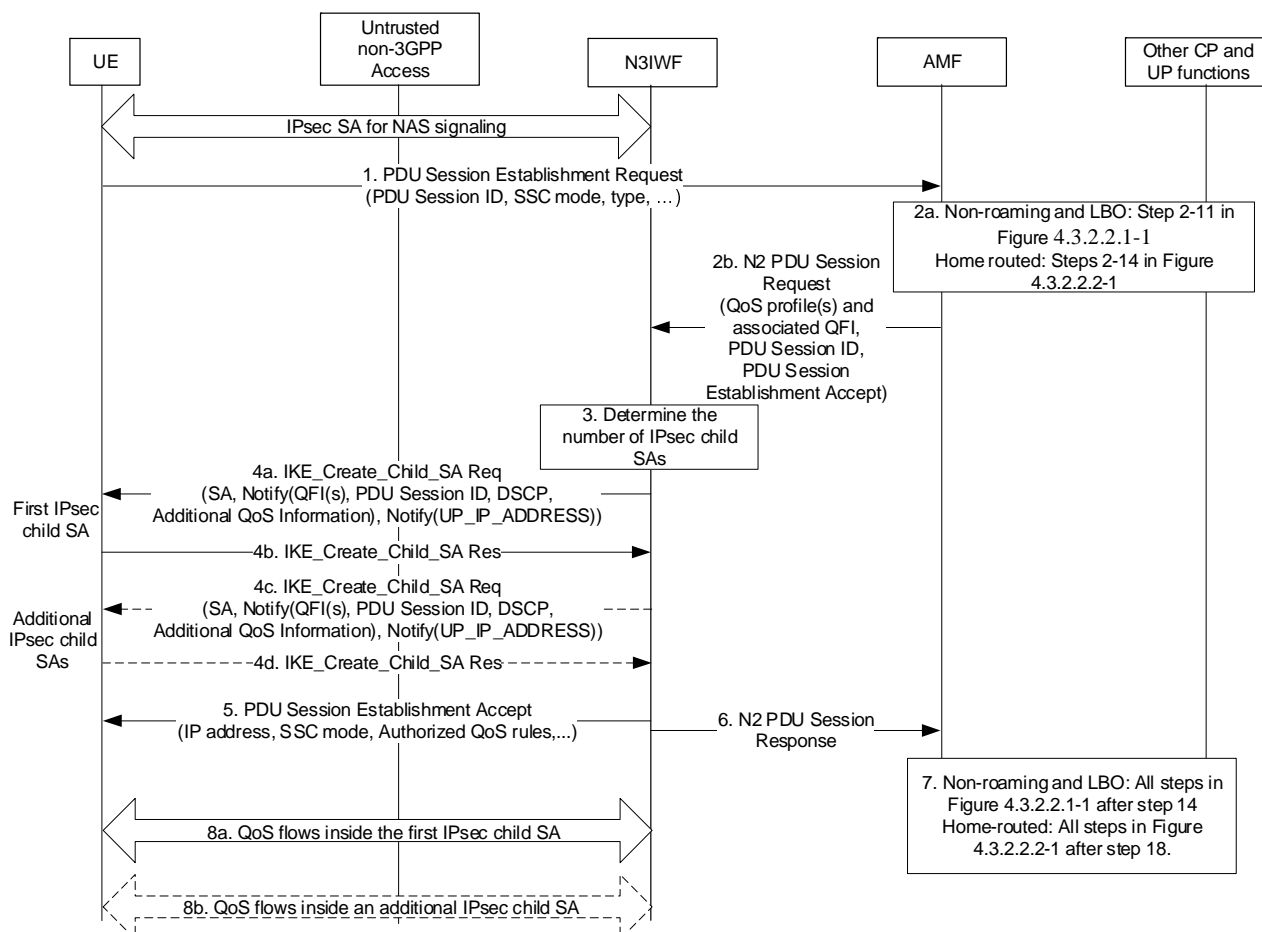 UE
Untrusted
non-3GPP
Access
N3IWF
AMF
Other CP and
UP functions
IPsec SA for NAS signaling
1. PDU Session Establishment Request
(PDU Session ID, SSC mode, type, …)
2a. Non-roaming and LBO: Step 2-11 in
Figure 4.3.2.2.1-1
Home routed: Steps 2-14 in Figure
4.3.2.2.2-1
2b. N2 PDU Session
Request
(QoS profile(s) and
associated QFI,
PDU Session ID,
PDU Session
Establishment Accept)
3. Determine the
number of IPsec child
SAs
4a. IKE_Create_Child_SA Req
(SA, Notify(QFI(s), PDU Session ID, DSCP,
Additional QoS Information), Notify(UP_IP_ADDRESS))
First IPsec
child SA
4b. IKE_Create_Child_SA Res
4c. IKE_Create_Child_SA Req
(SA, Notify(QFI(s), PDU Session ID, DSCP,
Additional QoS Information), Notify(UP_IP_ADDRESS))
Additional
IPsec child
SAs
4d. IKE_Create_Child_SA Res
5. PDU Session Establishment Accept
(IP address, SSC mode, Authorized QoS rules,...)
6. N2 PDU Session
Response
7. Non-roaming and LBO: All steps in
Figure 4.3.2.2.1-1 after step 14
Home-routed: All steps in Figure
4.3.2.2.2-1 after step 18.
8a. QoS flows inside the first IPsec child SA
8b. QoS flows inside an additional IPsec child SA